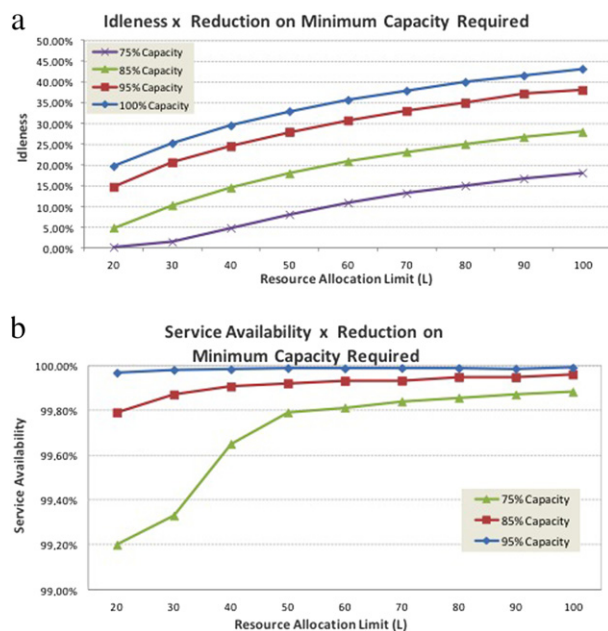 a
Idleness x Reduction on Minimum Capacity Required
50.00%
45.00%
40.00%
35.00%
30.00%
25.00%
20.00%
15.00%
10.00%
5.00%
0.00%
Idleness
75% Capacity
85% Capacity
95% Capacity
100% Capacity
20 30 40 50 60 70 80 90 100
Resource Allocation Limit (L)
b
Service Availability x Reduction on
Minimum Capacity Required
100.00%
99,80%
99,60%
99,40%
99,20%
99,00%
Service Availability
75% Capacity
85% Capacity
95% Capacity
20 30 40 50 60 70 80 90 100
Resource Allocation Limit (L)